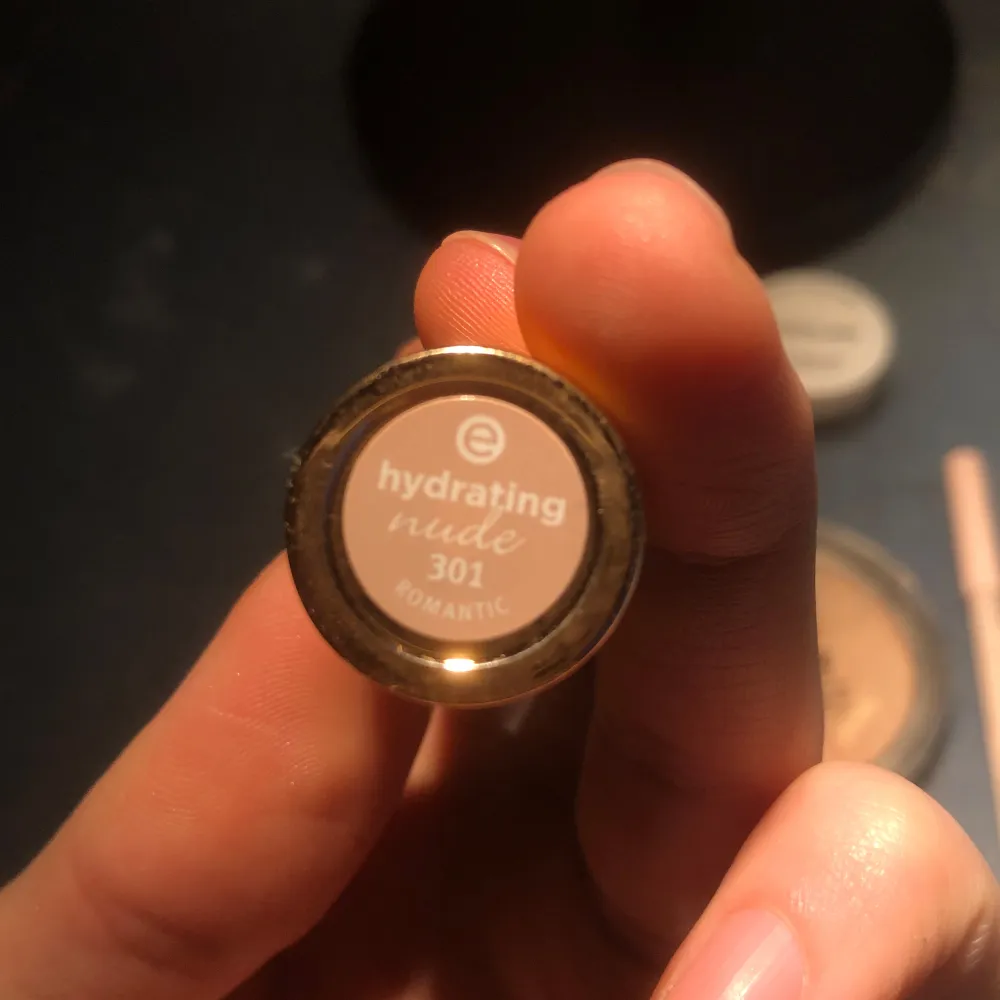 e
hydrating
nude
301
ROMANTIC